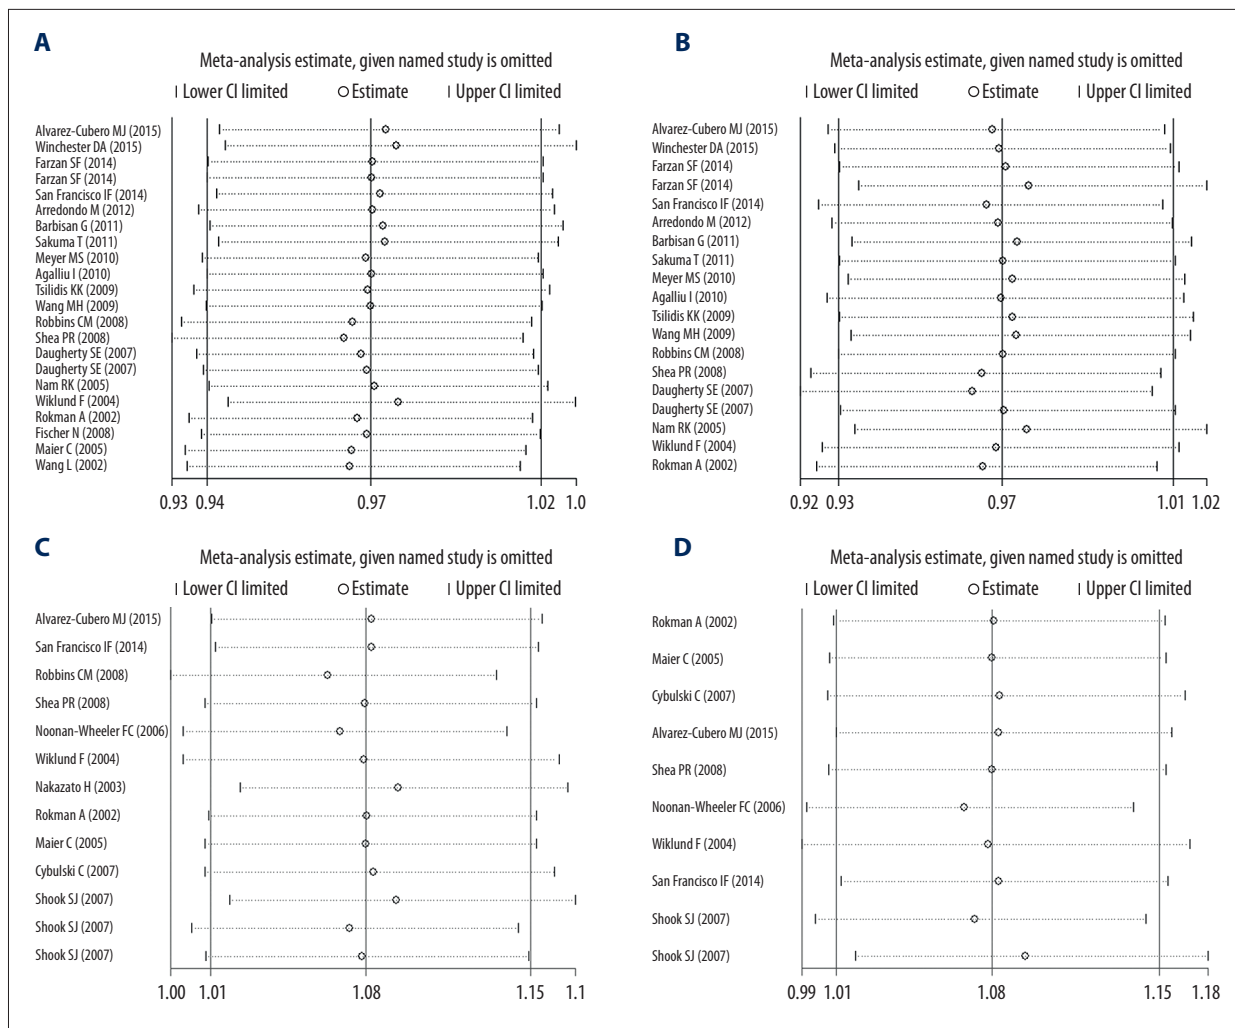 A
Meta-analysis estimate, given named study is omitted
Lower CI limited Estimate Upper CI limited
Alvarez-Cubero MJ (2015)
Winchester DA (2015)
Farzan SF (2014)
Farzan SF (2014)
San Francisco IF (2014)
Arredondo M (2012)
Barbisan G (2011)
Sakuma T (2011)
Meyer MS (2010)
Agalliu I (2010)
Tsilidis KK (2009)
Wang MH (2009)
Robbins CM (2008)
Shea PR (2008)
Daugherty SE (2007)
Daugherty SE (2007)
Nam RK (2005)
Wiklund F (2004)
Rokman A (2002)
Fischer N (2008)
Maier C (2005)
Wang L (2002)
0.93 0.94 0.97 1.02 1.0
B
Meta-analysis estimate, given named study is omitted
Lower CI limited Estimate Upper CI limited
Alvarez-Cubero MJ (2015)
Winchester DA (2015)
Farzan SF (2014)
Farzan SF (2014)
San Francisco IF (2014)
Arredondo M (2012)
Barbisan G (2011)
Sakuma T (2011)
Meyer MS (2010)
Agalliu I (2010)
Tsilidis KK (2009)
Wang MH (2009)
Robbins CM (2008)
Shea PR (2008)
Daugherty SE (2007)
Daugherty SE (2007)
Nam RK (2005)
Wiklund F (2004)
Rokman A (2002)
0.92 0.93 0.97 1.01 1.02
C
Meta-analysis estimate, given named study is omitted
Lower CI limited Estimate Upper CI limited
Alvarez-Cubero MJ (2015)
San Francisco IF (2014)
Robbins CM (2008)
Shea PR (2008)
Noonan-Wheeler FC (2006)
Wiklund F (2004)
Nakazato H (2003)
Rokman A (2002)
Maier C (2005)
Cybulski C (2007)
Shook SJ (2007)
Shook SJ (2007)
Shook SJ (2007)
1.00 1.01 1.08 1.15 1.1
D
Meta-analysis estimate, given named study is omitted
Lower CI limited Estimate Upper CI limited
Rokman A (2002)
Maier C (2005)
Cybulski C (2007)
Alvarez-Cubero MJ (2015)
Shea PR (2008)
Noonan-Wheeler FC (2006)
Wiklund F (2004)
San Francisco IF (2014)
Shook SJ (2007)
Shook SJ (2007)
0.99 1.01 1.08 1.15 1.18